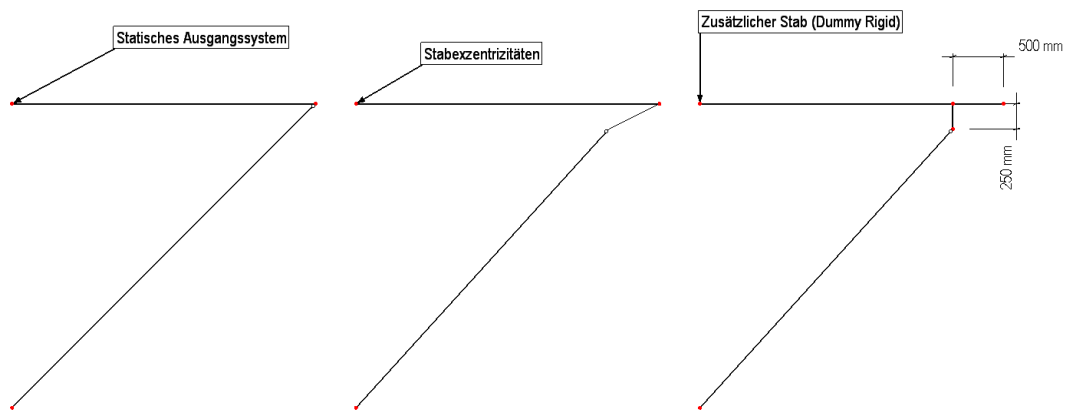 Statisches Ausgangssystem
Stabexzentrizitäten
Zusätzlicher Stab (Dummy Rigid)
500 mm
250 mm